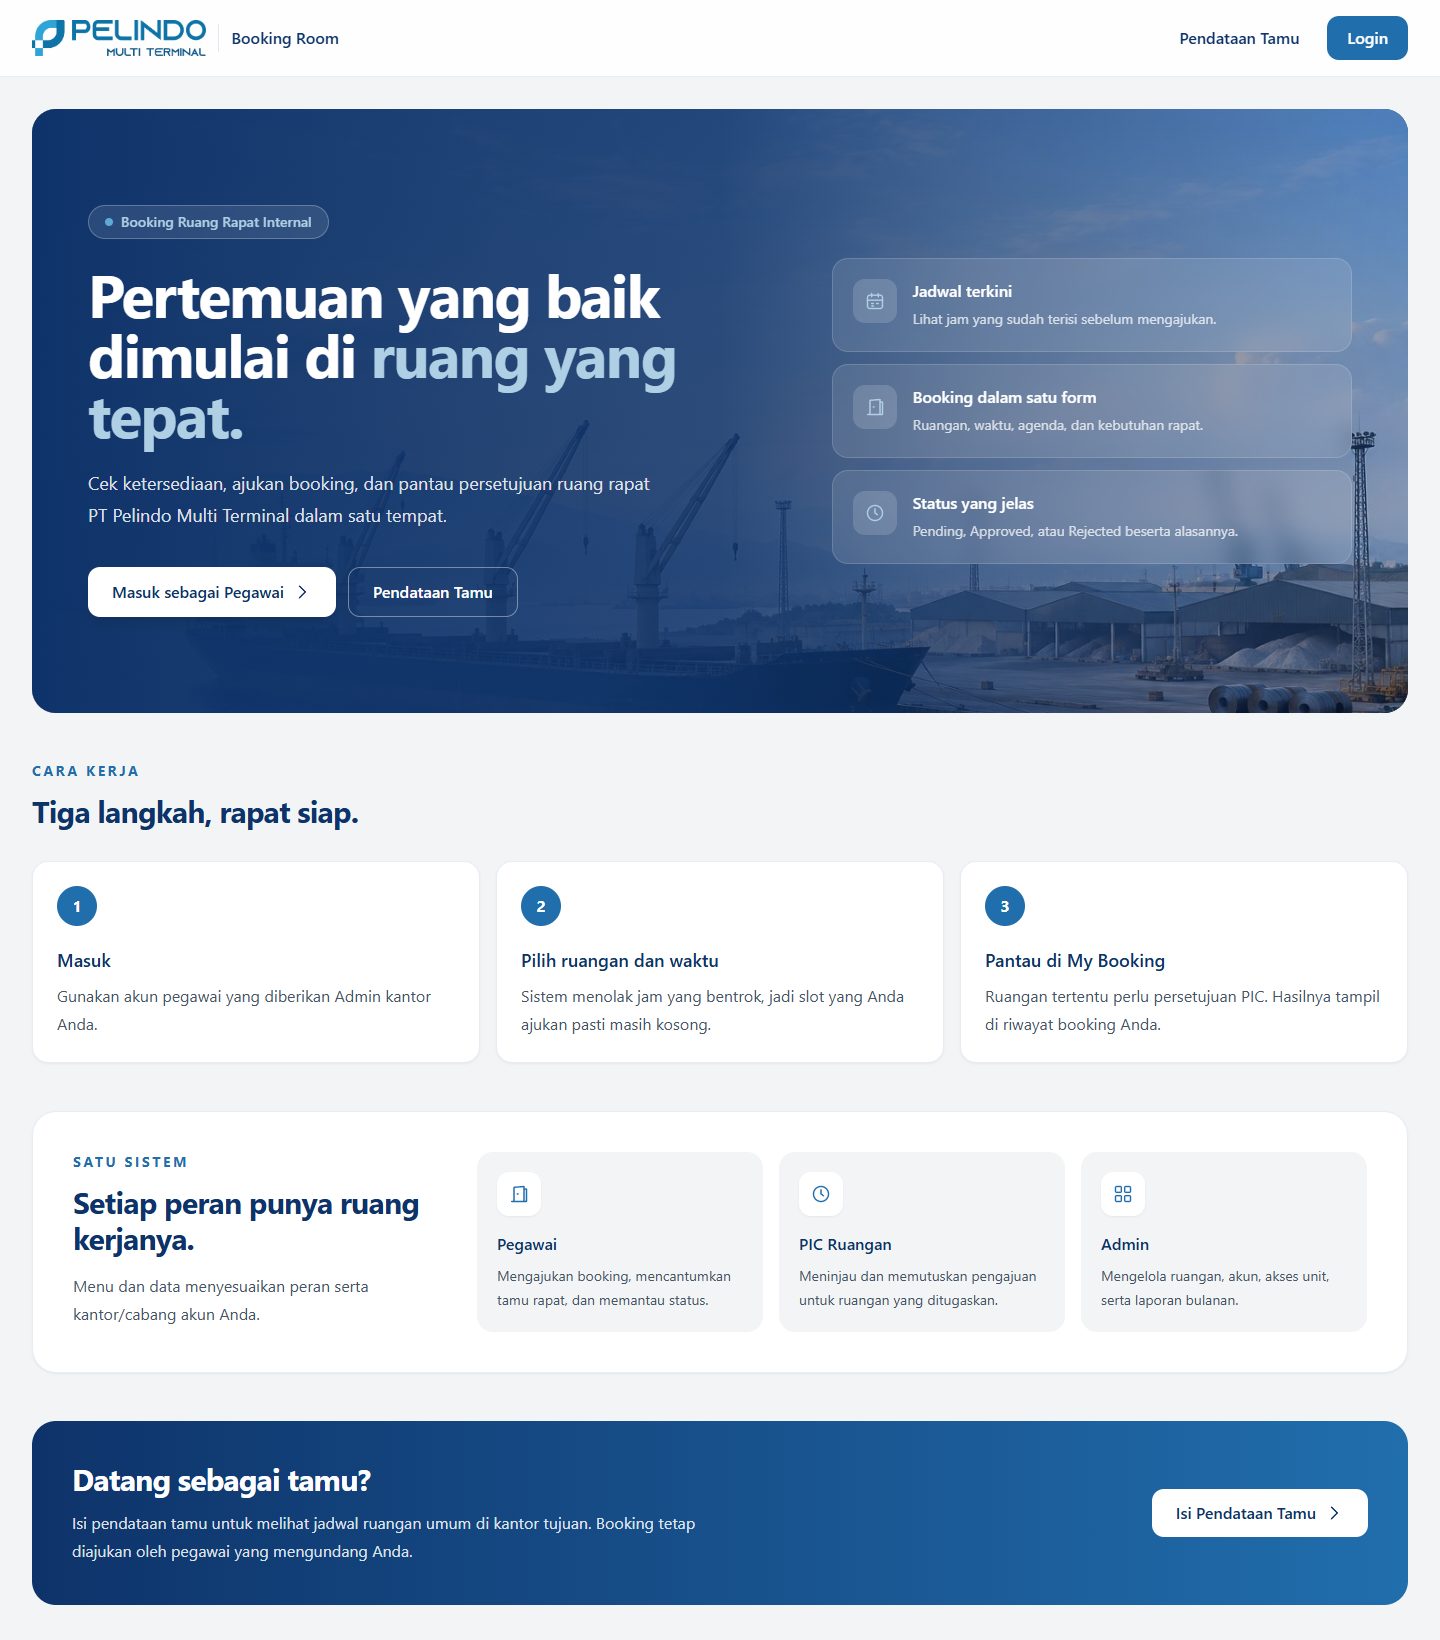 PELINDO
MULTI TERMINAL
Booking Room
Pendataan Tamu
Login
Booking Ruang Rapat Internal
Pertemuan yang baik
dimulai di ruang yang
tepat.
Cek ketersediaan, ajukan booking, dan pantau persetujuan ruang rapat
PT Pelindo Multi Terminal dalam satu tempat.
Masuk sebagai Pegawai
Pendataan Tamu
Jadwal terkini
Lihat jam yang sudah terisi sebelum mengajukan.
Booking dalam satu form
Ruangan, waktu, agenda, dan kebutuhan rapat.
Status yang jelas
Pending, Approved, atau Rejected beserta alasannya.
CARA KERJA
Tiga langkah, rapat siap.
1
Masuk
Gunakan akun pegawai yang diberikan Admin kantor
Anda.
2
Pilih ruangan dan waktu
Sistem menolak jam yang bentrok, jadi slot yang Anda
ajukan pasti masih kosong.
3
Pantau di My Booking
Ruangan tertentu perlu persetujuan PIC. Hasilnya tampil
di riwayat booking Anda.
SATU SISTEM
Setiap peran punya ruang
kerjanya.
Menu dan data menyesuaikan peran serta
kantor/cabang akun Anda.
Pegawai
Mengajukan booking, mencantumkan
tamu rapat, dan memantau status.
PIC Ruangan
Meninjau dan memutuskan pengajuan
untuk ruangan yang ditugaskan.
Admin
Mengelola ruangan, akun, akses unit,
serta laporan bulanan.
Datang sebagai tamu?
Isi pendataan tamu untuk melihat jadwal ruangan umum di kantor tujuan. Booking tetap
diajukan oleh pegawai yang mengundang Anda.
Isi Pendataan Tamu